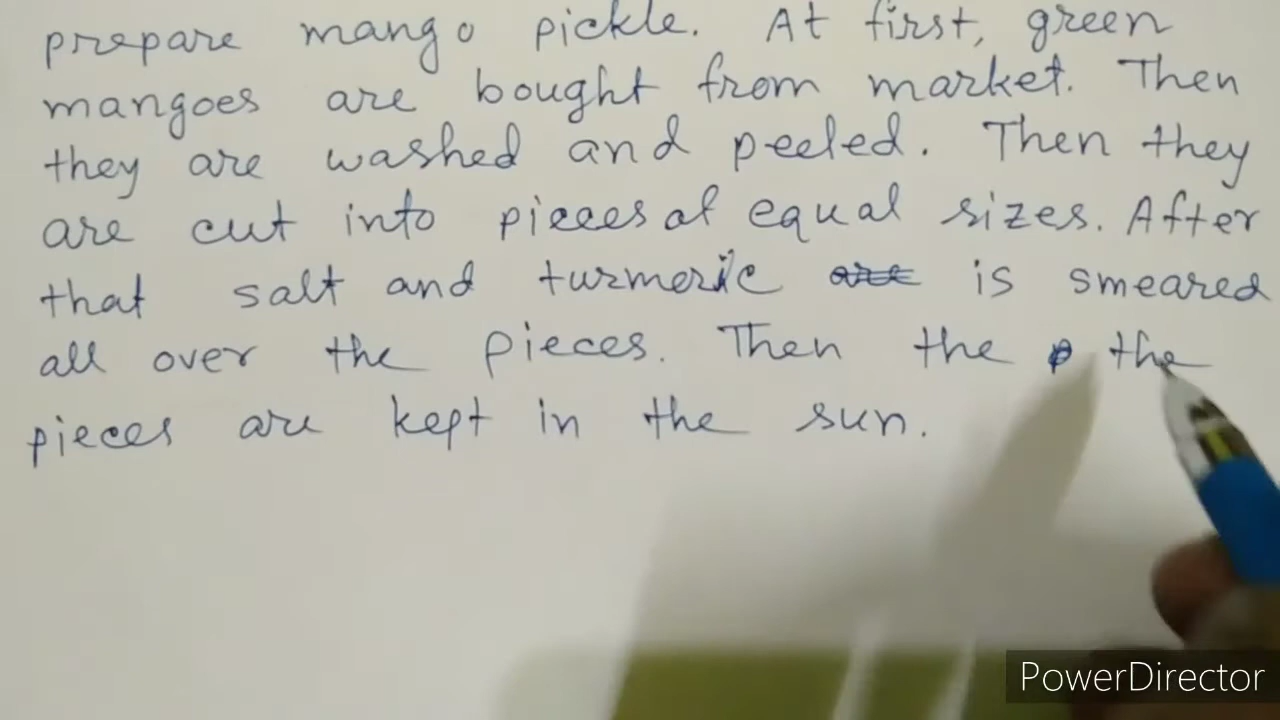 prepare mango pickle. At first, green
mangoes are bought from market. Then
they are washed and peeled. Then they
are cut into pieces of equal sizes. After
that salt and turmeric are is smeared
all over the pieces. Then the p the
pieces are kept in the sun.
PowerDirector